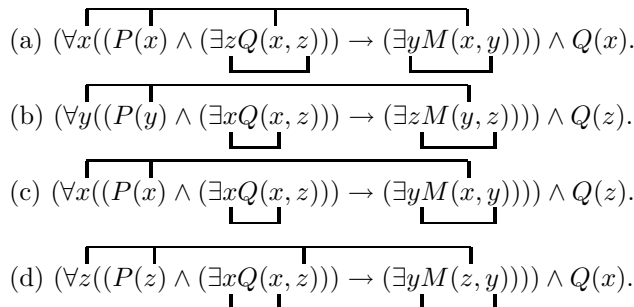 (a) (∀x((P(x) ∧ (∃zQ(x, z))) → (∃yM(x, y)))) ∧ Q(x).
(b) (∀y((P(y) ∧ (∃xQ(x, z))) → (∃zM(y, z)))) ∧ Q(z).
(c) (∀x((P(x) ∧ (∃xQ(x, z))) → (∃yM(x, y)))) ∧ Q(z).
(d) (∀z((P(z) ∧ (∃xQ(x, z))) → (∃yM(z, y)))) ∧ Q(x).